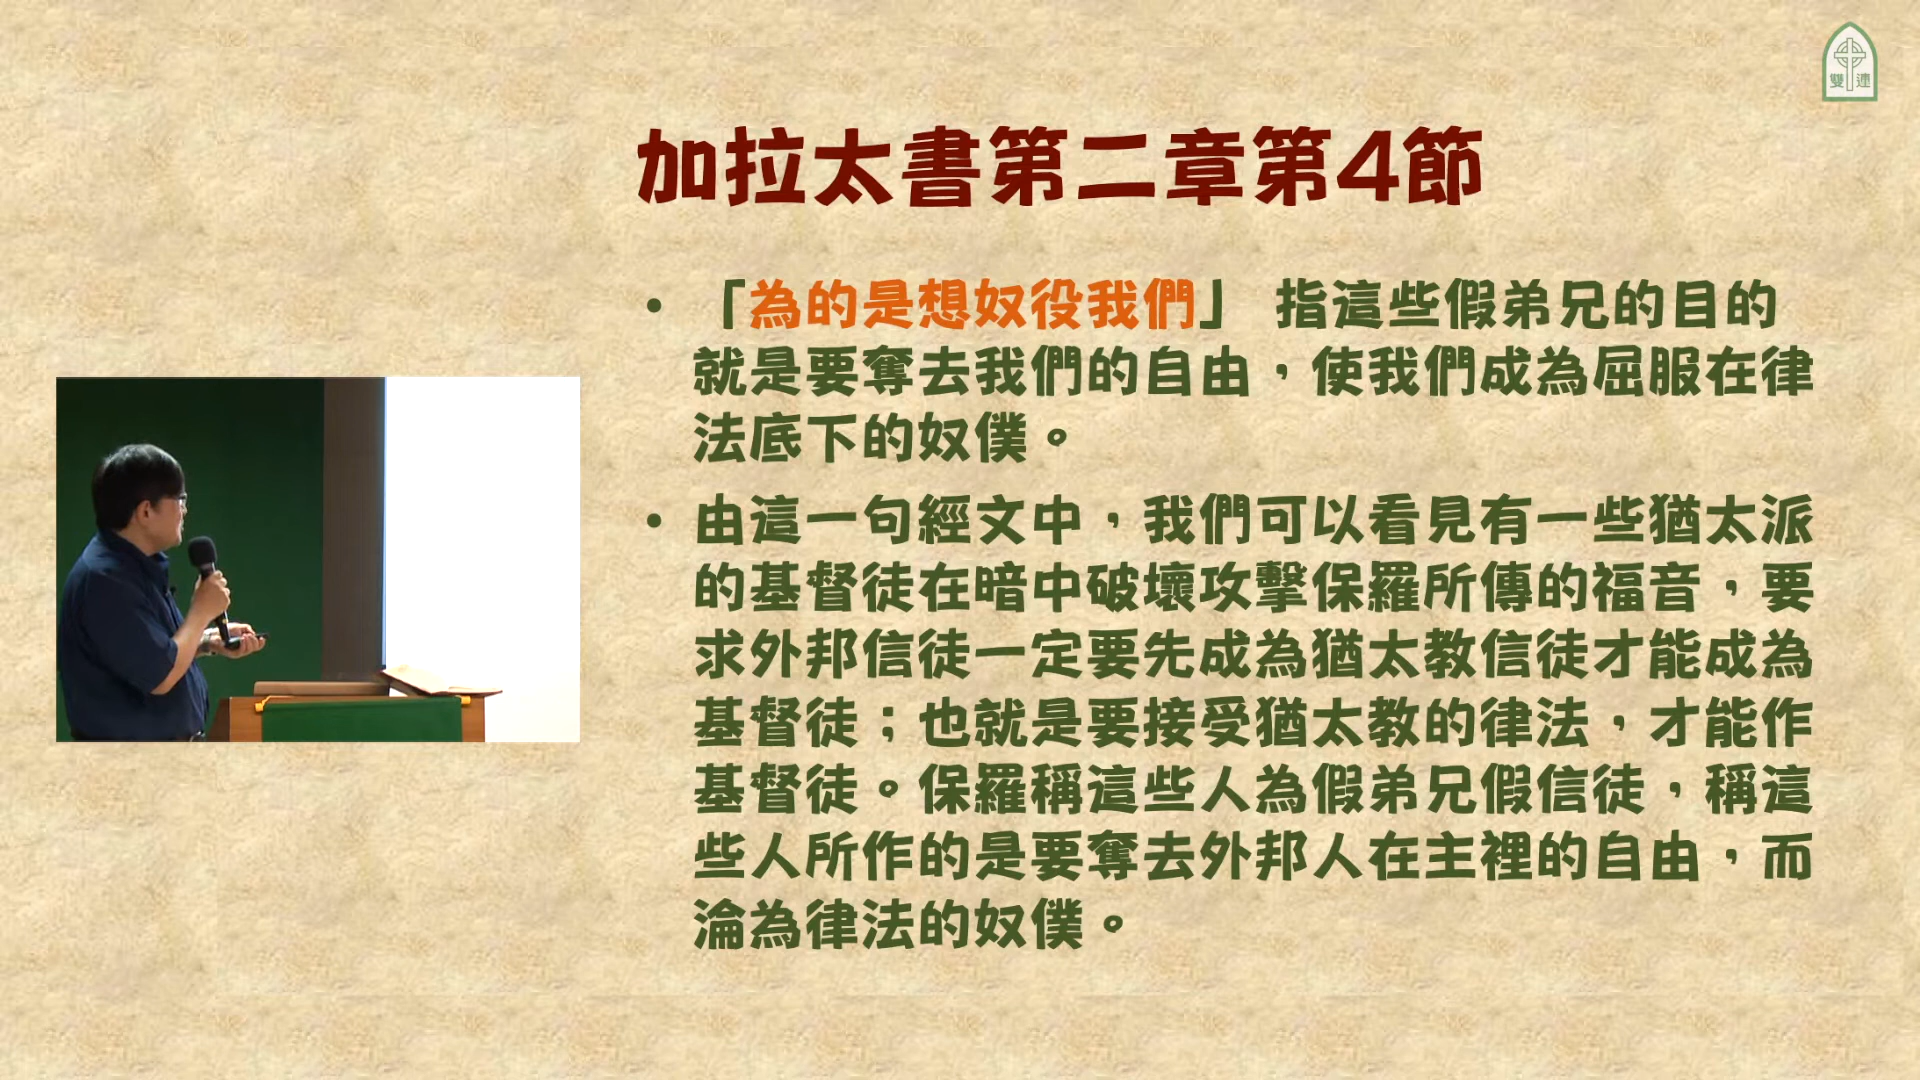 雙連
加拉太書第二章第4節
• 「為的是想奴役我們」 指這些假弟兄的目的
就是要奪去我們的自由，使我們成為屈服在律
法底下的奴僕。
• 由這一句經文中，我們可以看見有一些猶太派
的基督徒在暗中破壞攻擊保羅所傳的福音，要
求外邦信徒一定要先成為猶太教信徒才能成為
基督徒；也就是要接受猶太教的律法，才能作
基督徒。保羅稱這些人為假弟兄假信徒，稱這
些人所作的是要奪去外邦人在主裡的自由，而
淪為律法的奴僕。